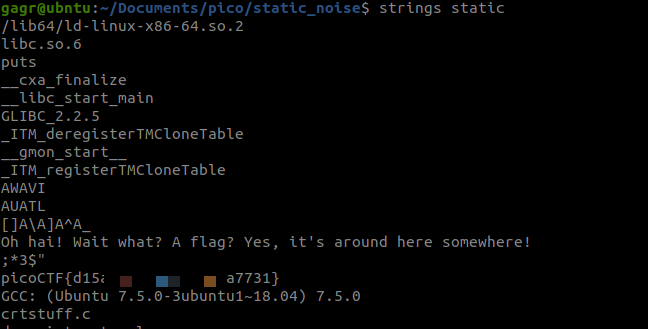 gagr@ubntu:~/Documents/pico/static_noise$ strings static
/lib64/ld-linux-x86-64.so.2
libc.so.6
puts
__cxa_finalize
__libc_start_main
GLIBC_2.2.5
_ITM_deregisterTMCloneTable
__gmon_start__
_ITM_registerTMCloneTable
AWAVI
AUATL
[]A\A]A^A_
Oh hai! Wait what? A flag? Yes, it's around here somewhere!
;*3$"
picoCTF{d15a a7731}
GCC: (Ubuntu 7.5.0-3ubuntu1~18.04) 7.5.0
crtstuff.c